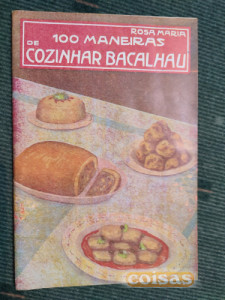 ROSA MARIA
100 MANEIRAS
DE
COZINHAR BACALHAU
coisas